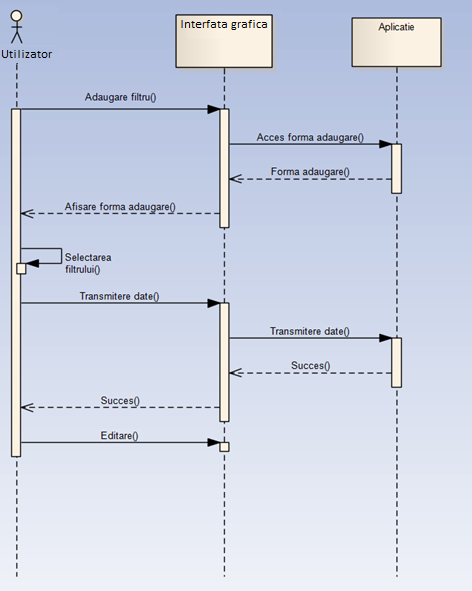 Utilizator
Interfata grafica
Aplicatie
Adaugare filtru()
Acces forma adaugare()
Forma adaugare()
Afisare forma adaugare()
Selectarea
filtrului()
Transmitere date()
Transmitere date()
Succes()
Succes()
Editare()